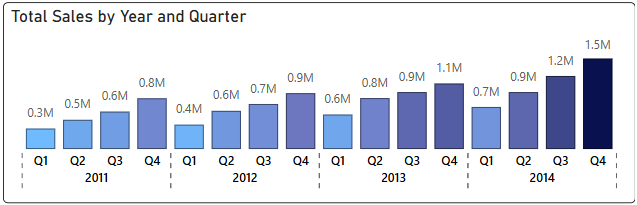 Total Sales by Year and Quarter
0.3M 0.5M 0.6M 0.8M 0.4M 0.6M 0.7M 0.9M 0.6M 0.8M 0.9M 1.1M 0.7M 0.9M 1.2M 1.5M
Q1 Q2 Q3 Q4 Q1 Q2 Q3 Q4 Q1 Q2 Q3 Q4 Q1 Q2 Q3 Q4
2011 2012 2013 2014